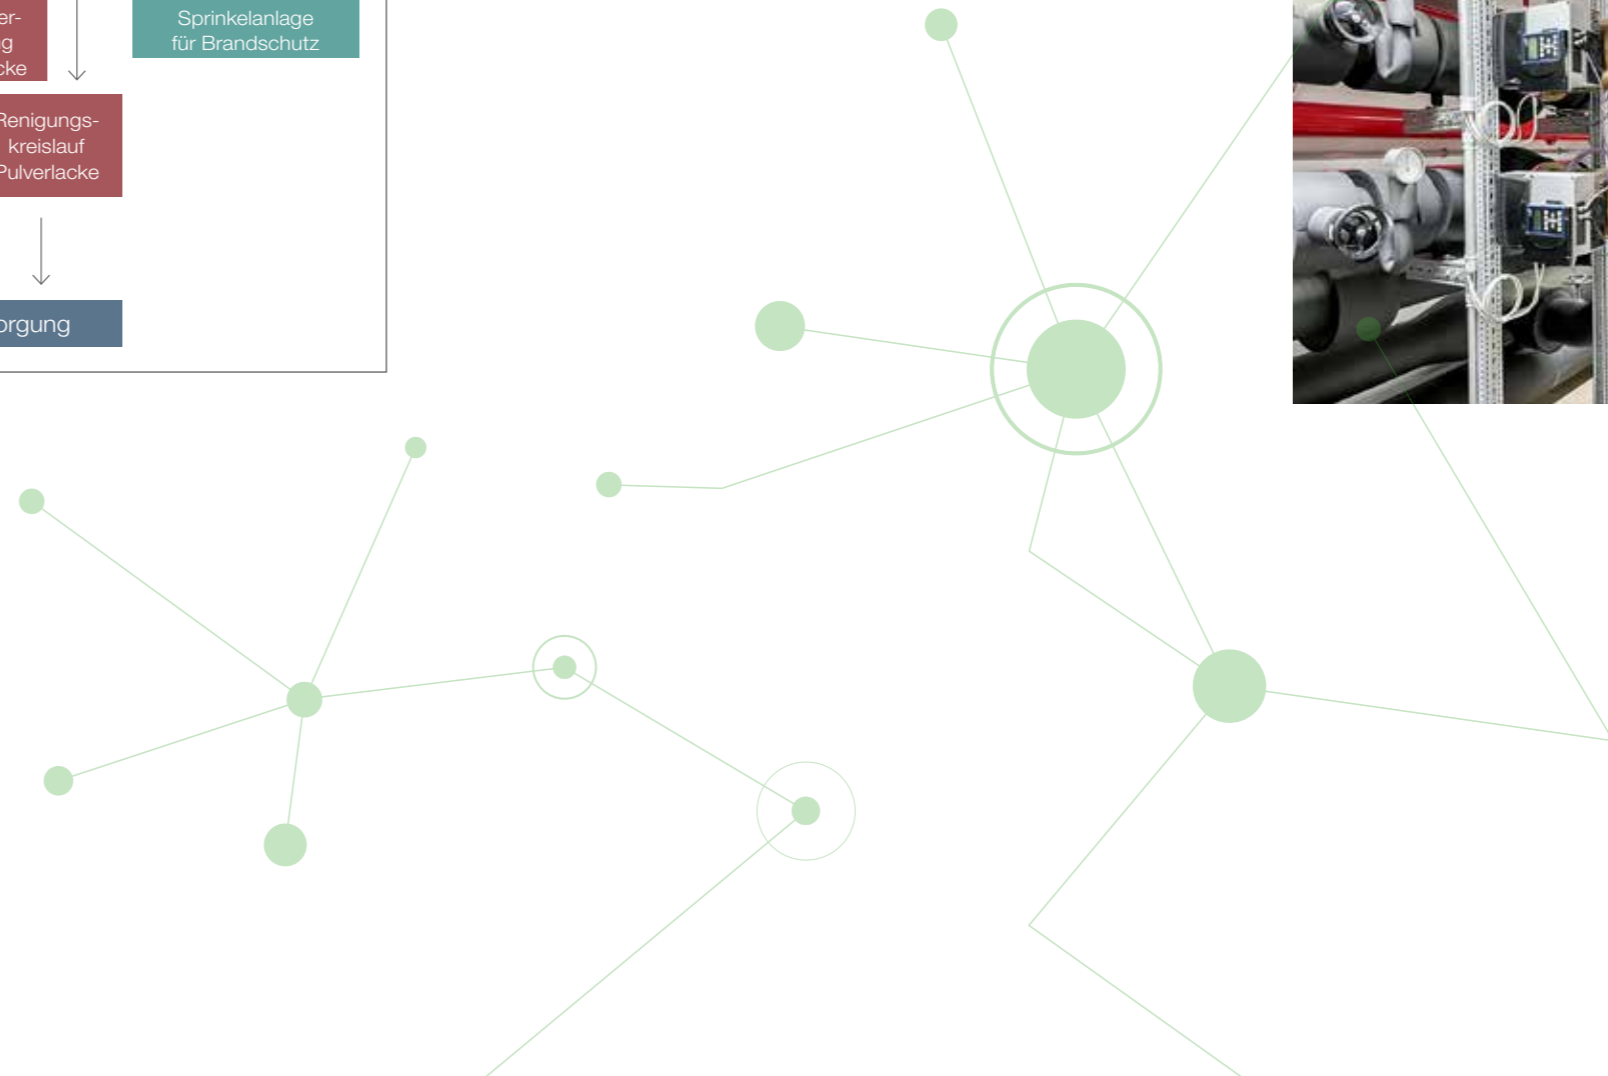 er-
g
cke
Sprinkelanlage
für Brandschutz
Renigungs-
kreislauf
Pulverlacke
orgung